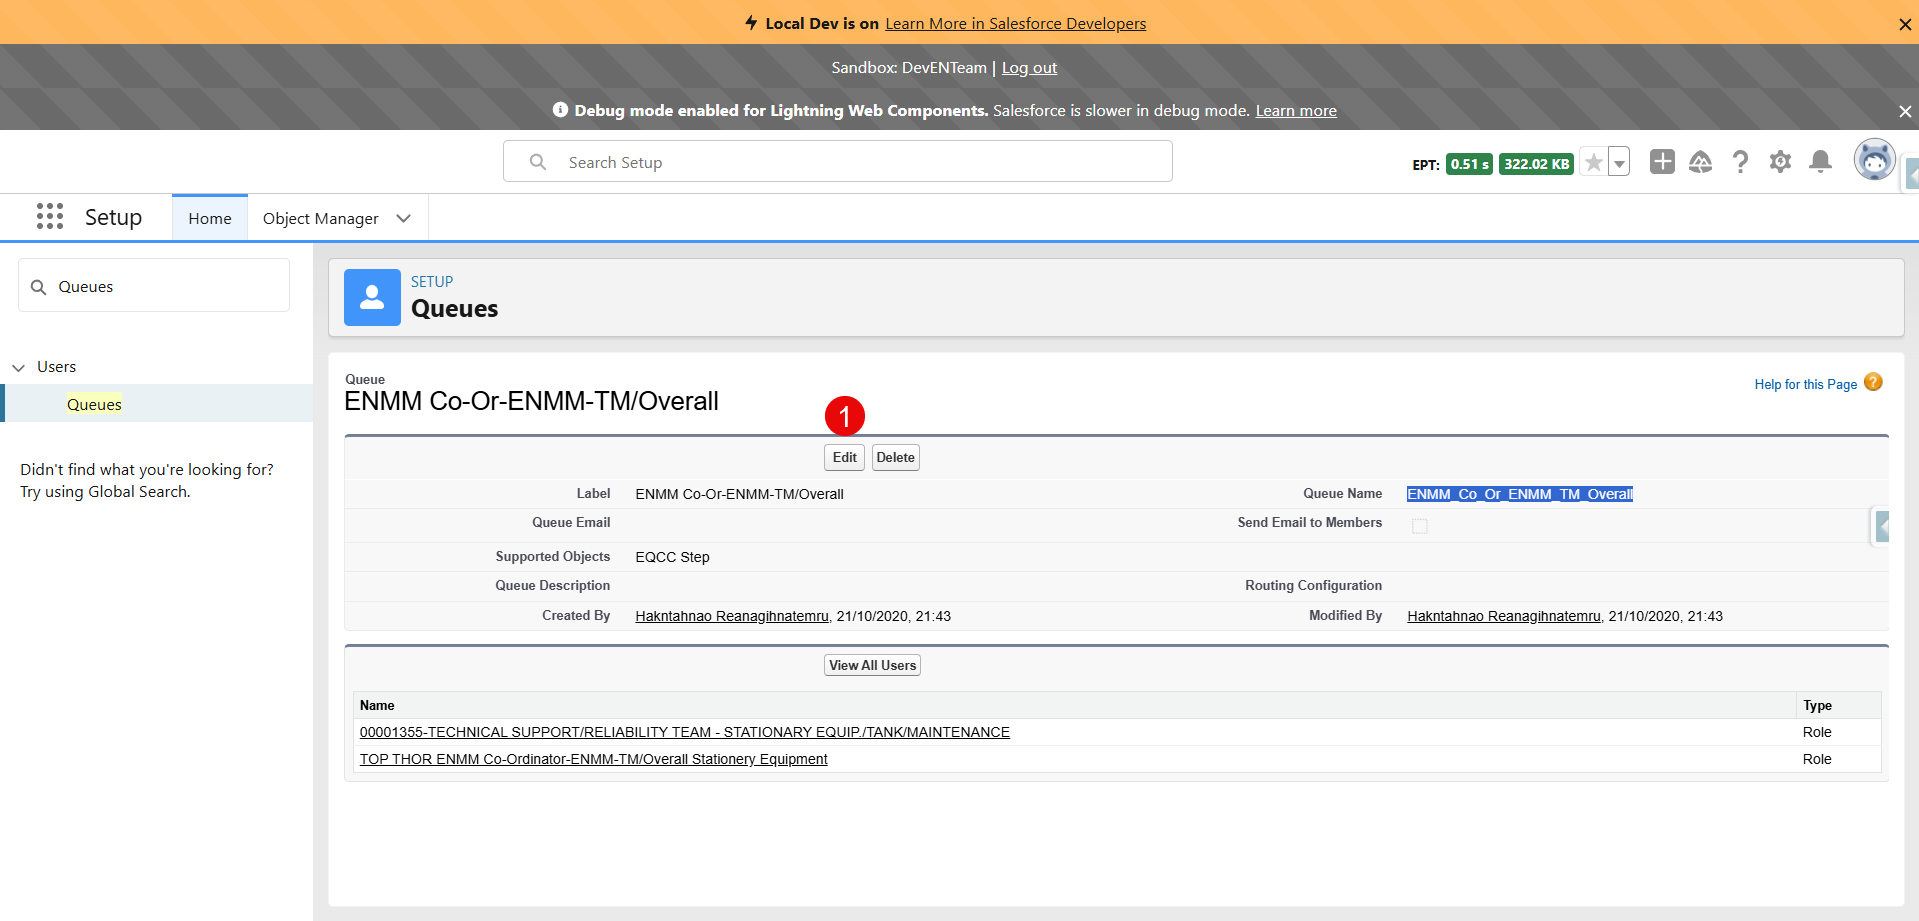 Local Dev is on Learn More in Salesforce Developers
Sandbox: DevENTeam | Log out
Debug mode enabled for Lightning Web Components. Salesforce is slower in debug mode. Learn more
Search Setup
EPT: 0.51 s 322.02 KB
Setup
Home
Object Manager
Queues
Users
Queues
Didn't find what you're looking for?
Try using Global Search.
SETUP
Queues
Queue
ENMM Co-Or-ENMM-TM/Overall
Help for this Page ?
1
Edit Delete
Label ENMM Co-Or-ENMM-TM/Overall Queue Name ENMM_Co_Or_ENMM_TM_Overall
Queue Email Send Email to Members
Supported Objects EQCC Step
Queue Description Routing Configuration
Created By Hakntahnao Reanagihnatemru, 21/10/2020, 21:43 Modified By Hakntahnao Reanagihnatemru, 21/10/2020, 21:43
View All Users
Name Type
00001355-TECHNICAL SUPPORT/RELIABILITY TEAM - STATIONARY EQUIP./TANK/MAINTENANCE Role
TOP THOR ENMM Co-Ordinator-ENMM-TM/Overall Stationery Equipment Role